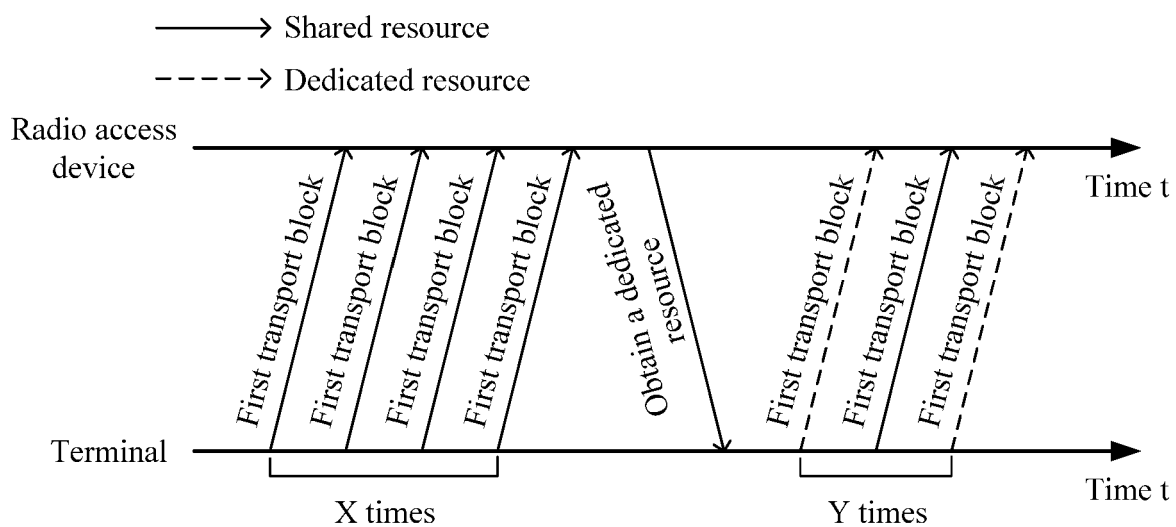 Shared resource
Dedicated resource
Radio access
device
Time t
First transport block
First transport block
First transport block
First transport block
Obtain a dedicated
resource
First transport block
First transport block
First transport block
Terminal
Time t
X times
Y times